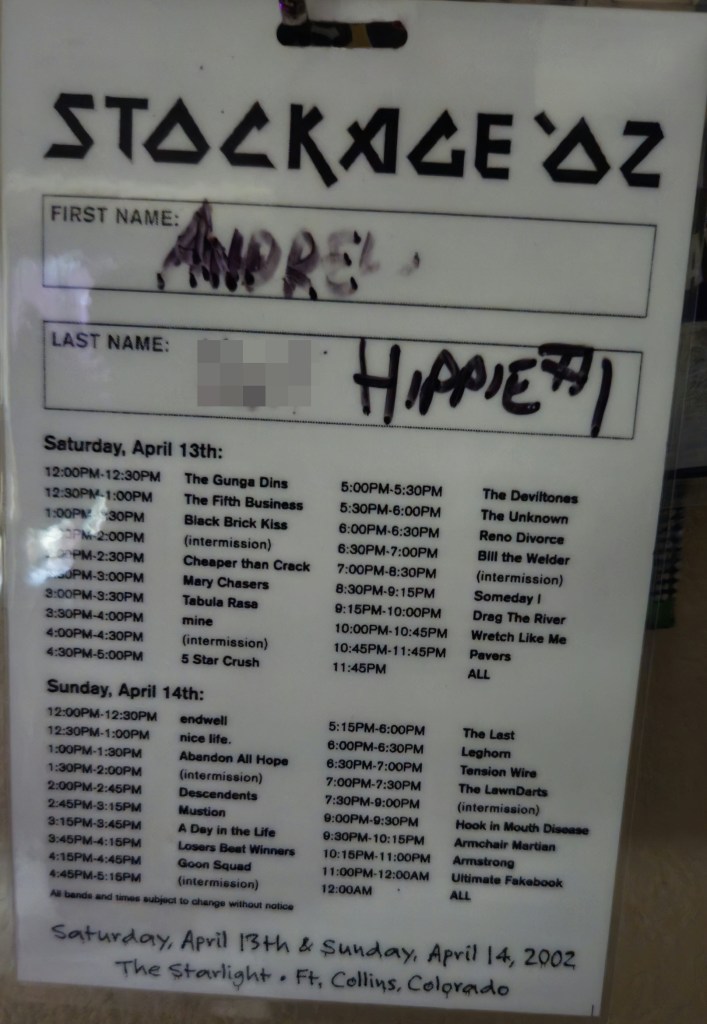 STOCKAGE '02
FIRST NAME:
LAST NAME: HIPPIE #1
Saturday, April 13th:
12:00PM-12:30PM The Gunga Dins
12:30PM-1:00PM The Fifth Business
1:00PM- Black Brick Kiss
2:00PM (intermission)
-2:30PM Cheaper than Crack
-3:00PM Mary Chasers
3:00PM-3:30PM Tabula Rasa
3:30PM-4:00PM mine
4:00PM-4:30PM (intermission)
4:30PM-5:00PM 5 Star Crush
5:00PM-5:30PM The Deviltones
5:30PM-6:00PM The Unknown
6:00PM-6:30PM Reno Divorce
6:30PM-7:00PM Bill the Welder
7:00PM-8:30PM (intermission)
8:30PM-9:15PM Someday I
9:15PM-10:00PM Drag The River
10:00PM-10:45PM Wretch Like Me
10:45PM-11:45PM Pavers
11:45PM ALL
Sunday, April 14th:
12:00PM-12:30PM endwell
12:30PM-1:00PM nice life.
1:00PM-1:30PM Abandon All Hope
1:30PM-2:00PM (intermission)
2:00PM-2:45PM Descendents
2:45PM-3:15PM Mustion
3:15PM-3:45PM A Day in the Life
3:45PM-4:15PM Losers Beat Winners
4:15PM-4:45PM Goon Squad
4:45PM-5:15PM (intermission)
5:15PM-6:00PM The Last
6:00PM-6:30PM Leghorn
6:30PM-7:00PM Tension Wire
7:00PM-7:30PM The LawnDarts
7:30PM-9:00PM (intermission)
9:00PM-9:30PM Hook in Mouth Disease
9:30PM-10:15PM Armchair Martian
10:15PM-11:00PM Armstrong
11:00PM-12:00AM Ultimate Fakebook
12:00AM ALL
All bands and times subject to change without notice
Saturday, April 13th & Sunday, April 14, 2002
The Starlight • Ft. Collins, Colorado